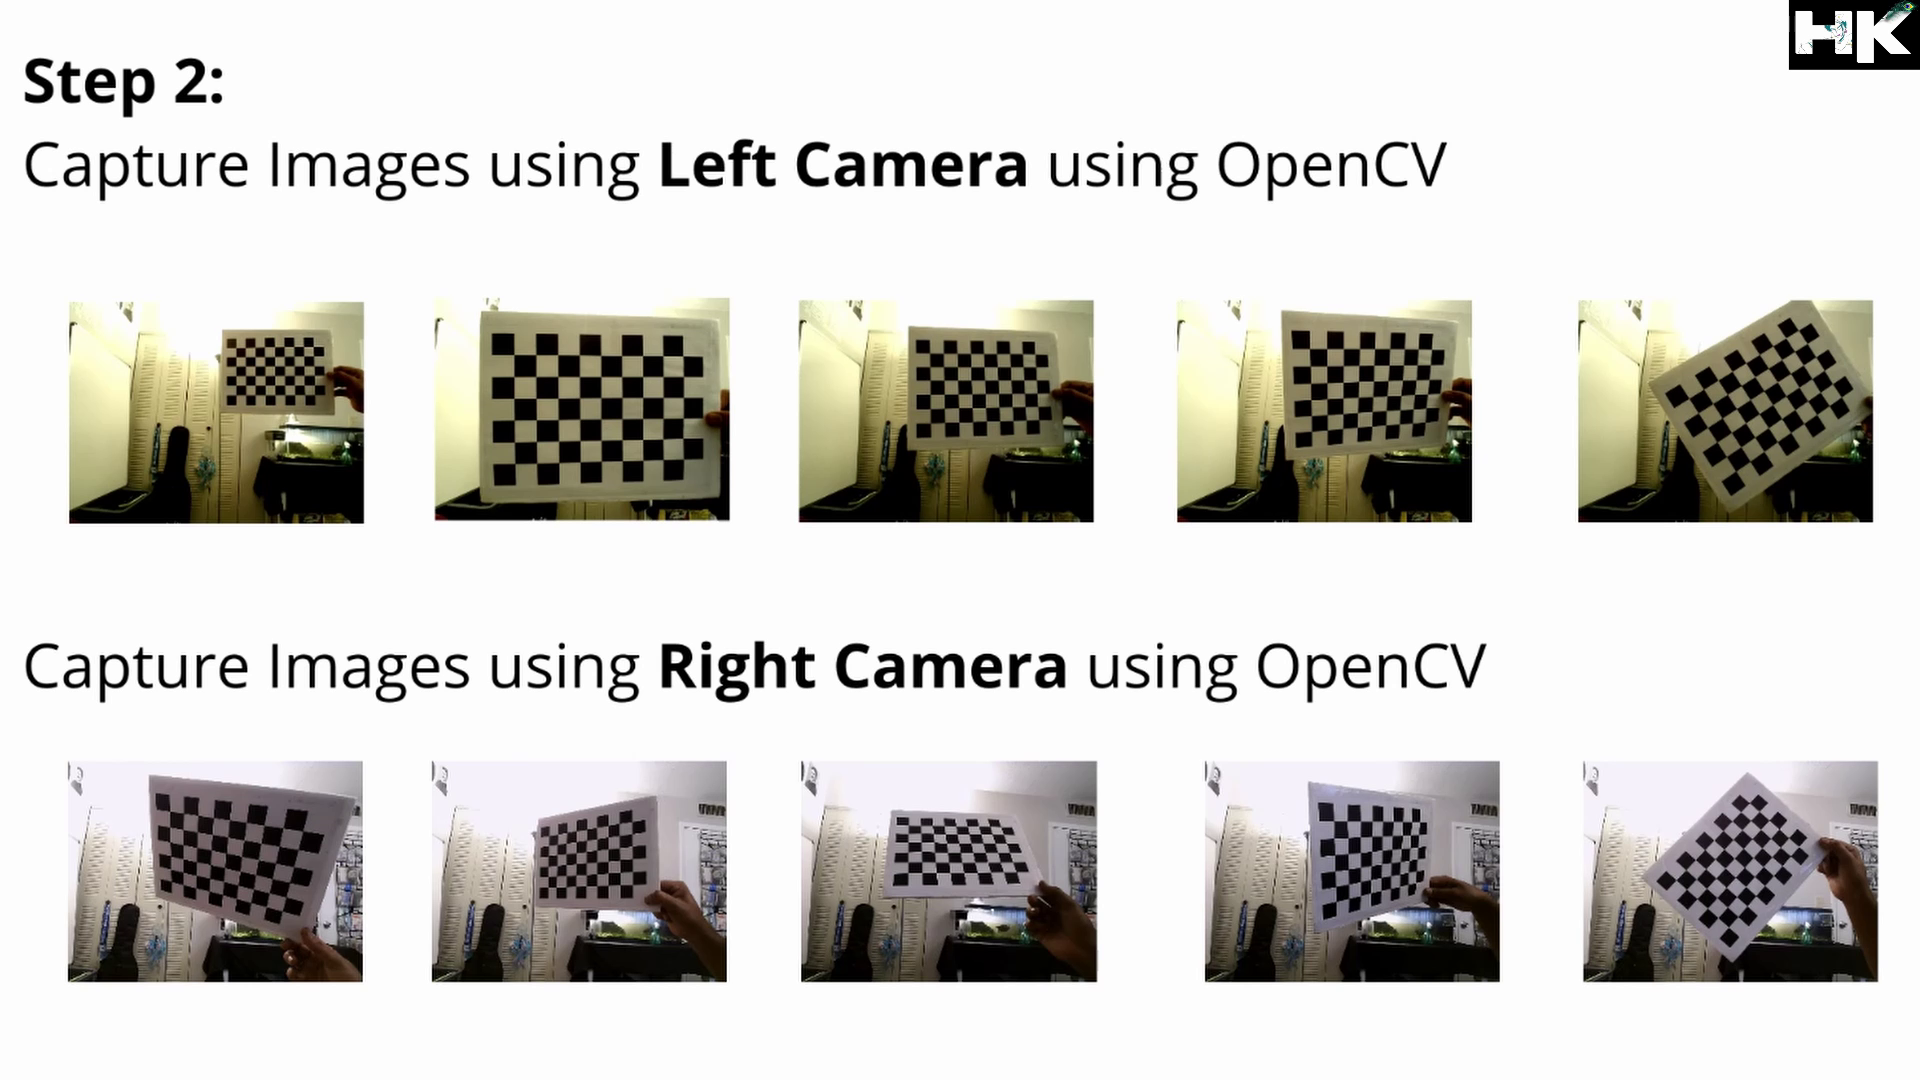 HK
Step 2:
Capture Images using Left Camera using OpenCV
Capture Images using Right Camera using OpenCV